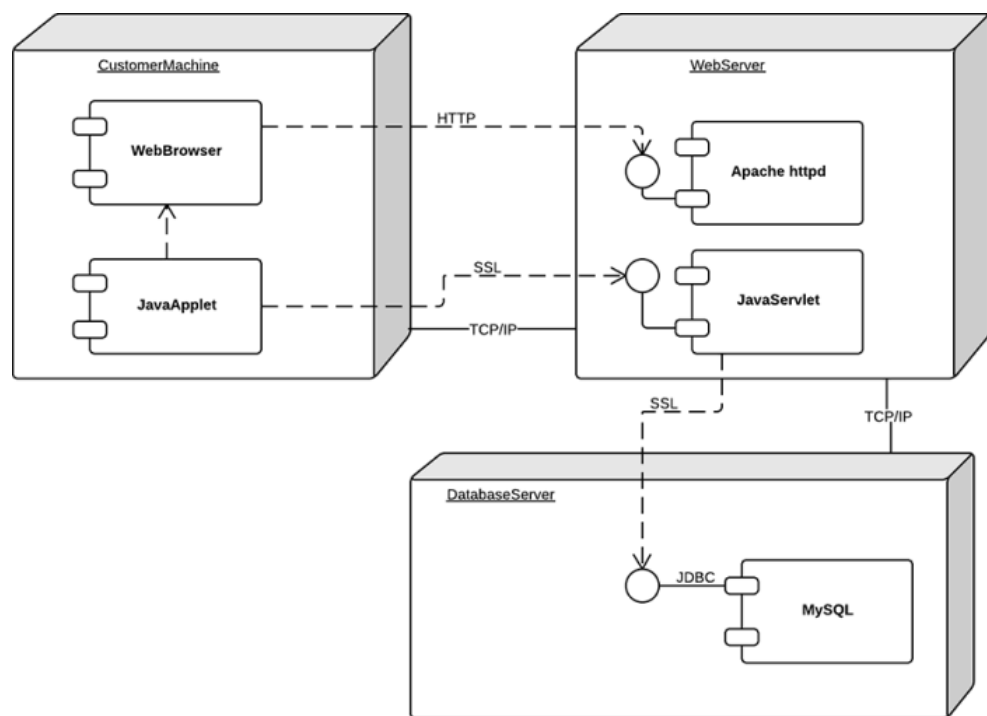 CustomerMachine
WebServer
HTTP
WebBrowser
Apache httpd
SSL
JavaApplet
JavaServlet
TCP/IP
SSL
TCP/IP
DatabaseServer
JDBC
MySQL